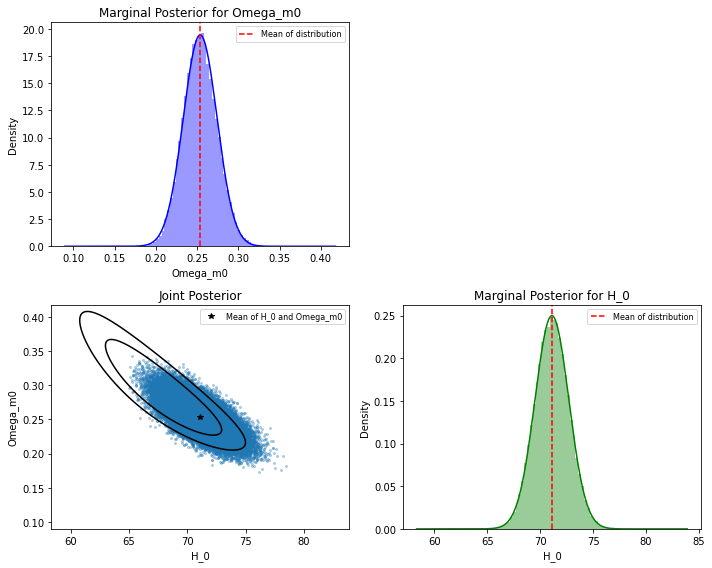 Marginal Posterior for Omega_m0
Mean of distribution
20.0
17.5
15.0
12.5
10.0
7.5
5.0
2.5
0.0
Density
0.10 0.15 0.20 0.25 0.30 0.35 0.40
Omega_m0
Joint Posterior
Mean of H_0 and Omega_m0
0.40
0.35
0.30
0.25
0.20
0.15
0.10
Omega_m0
60 65 70 75 80
H_0
Marginal Posterior for H_0
Mean of distribution
0.25
0.20
0.15
0.10
0.05
0.00
Density
60 65 70 75 80 85
H_0